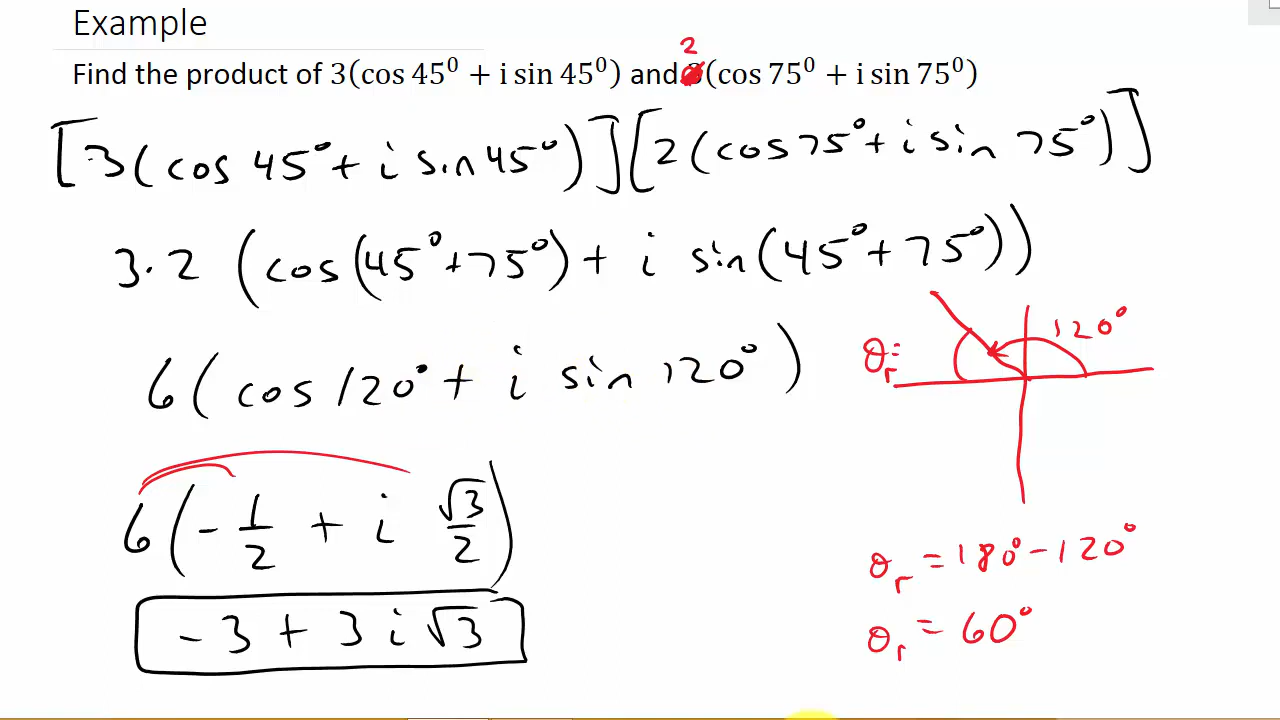 Example
2
Find the product of 3(cos 45⁰ + i sin 45⁰) and (cos 75⁰ + i sin 75⁰)
[3(cos 45° + i sin 45°)][2(cos 75° + i sin 75°)]
3·2 (cos(45° + 75°) + i sin(45° + 75°))
120°
θr =
6(cos 120° + i sin 120°)
6(-1/2 + i √3/2)
θr = 180° - 120°
-3 + 3i√3
θr = 60°